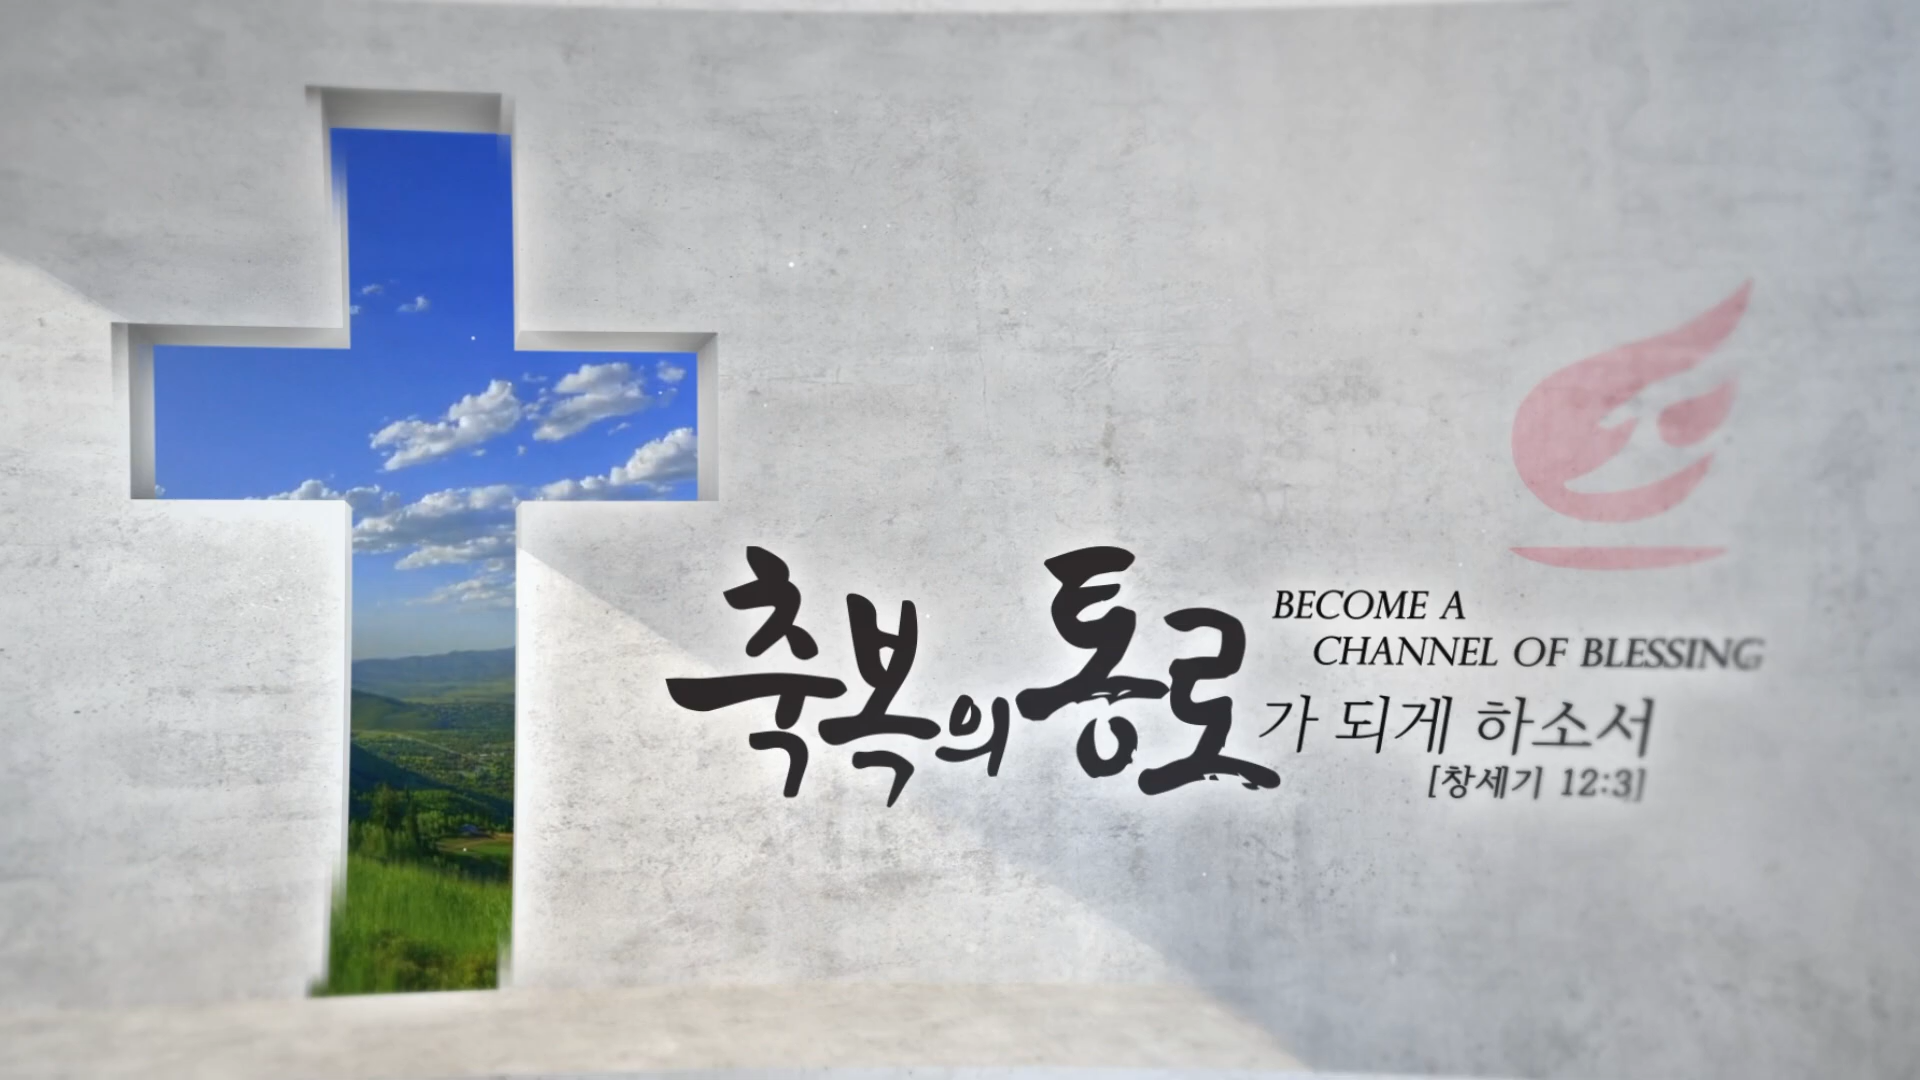 BECOME A
CHANNEL OF BLESSING
축복의 통로가 되게 하소서
[창세기 12:3]